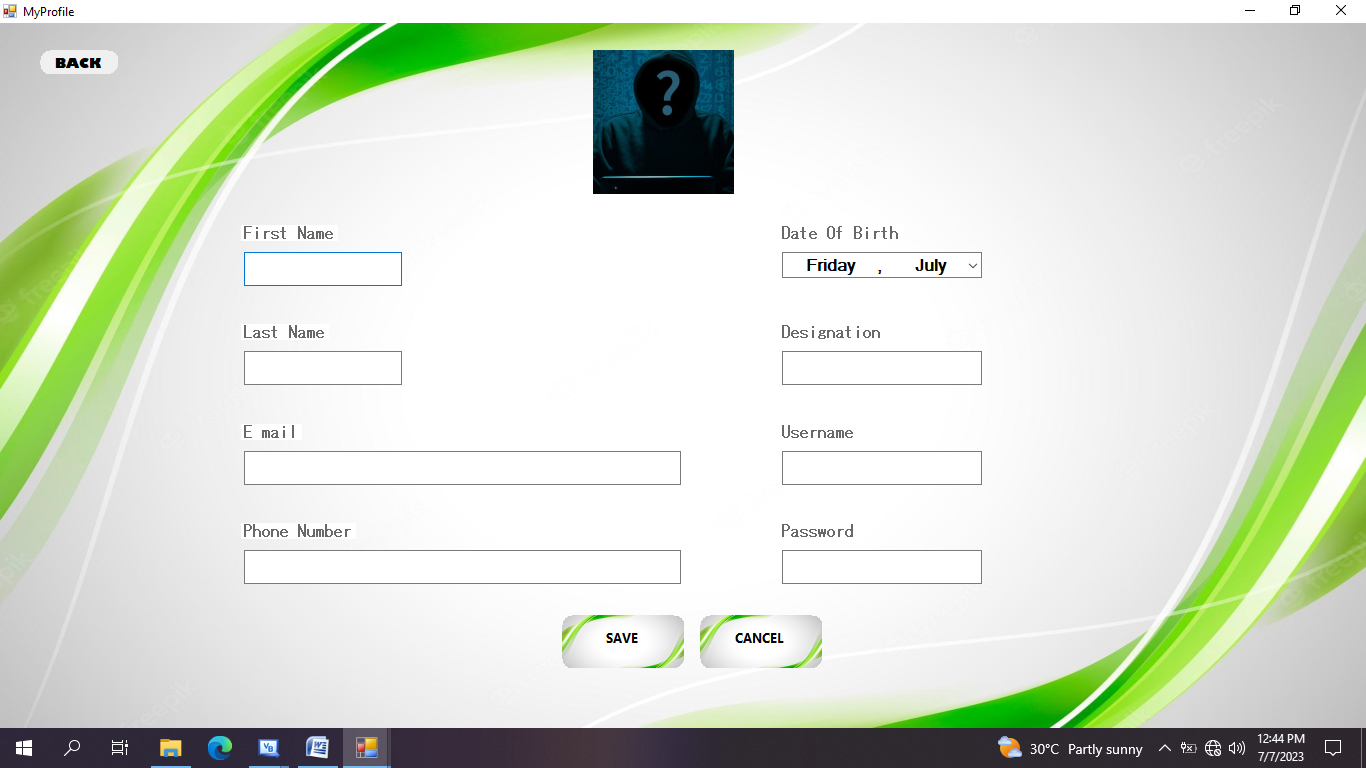 MyProfile
BACK
?
First Name
Date Of Birth
Friday , July
Last Name
Designation
E mail
Username
Phone Number
Password
SAVE
CANCEL
freepik
30°C Partly sunny
12:44 PM
7/7/2023